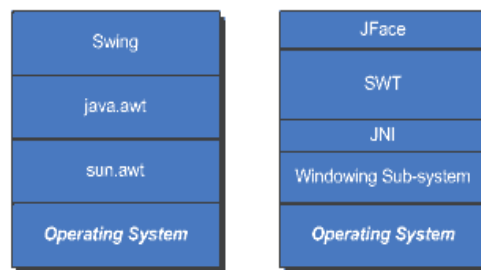 Swing
java.awt
sun.awt
Operating System
JFace
SWT
JNI
Windowing Sub-system
Operating System